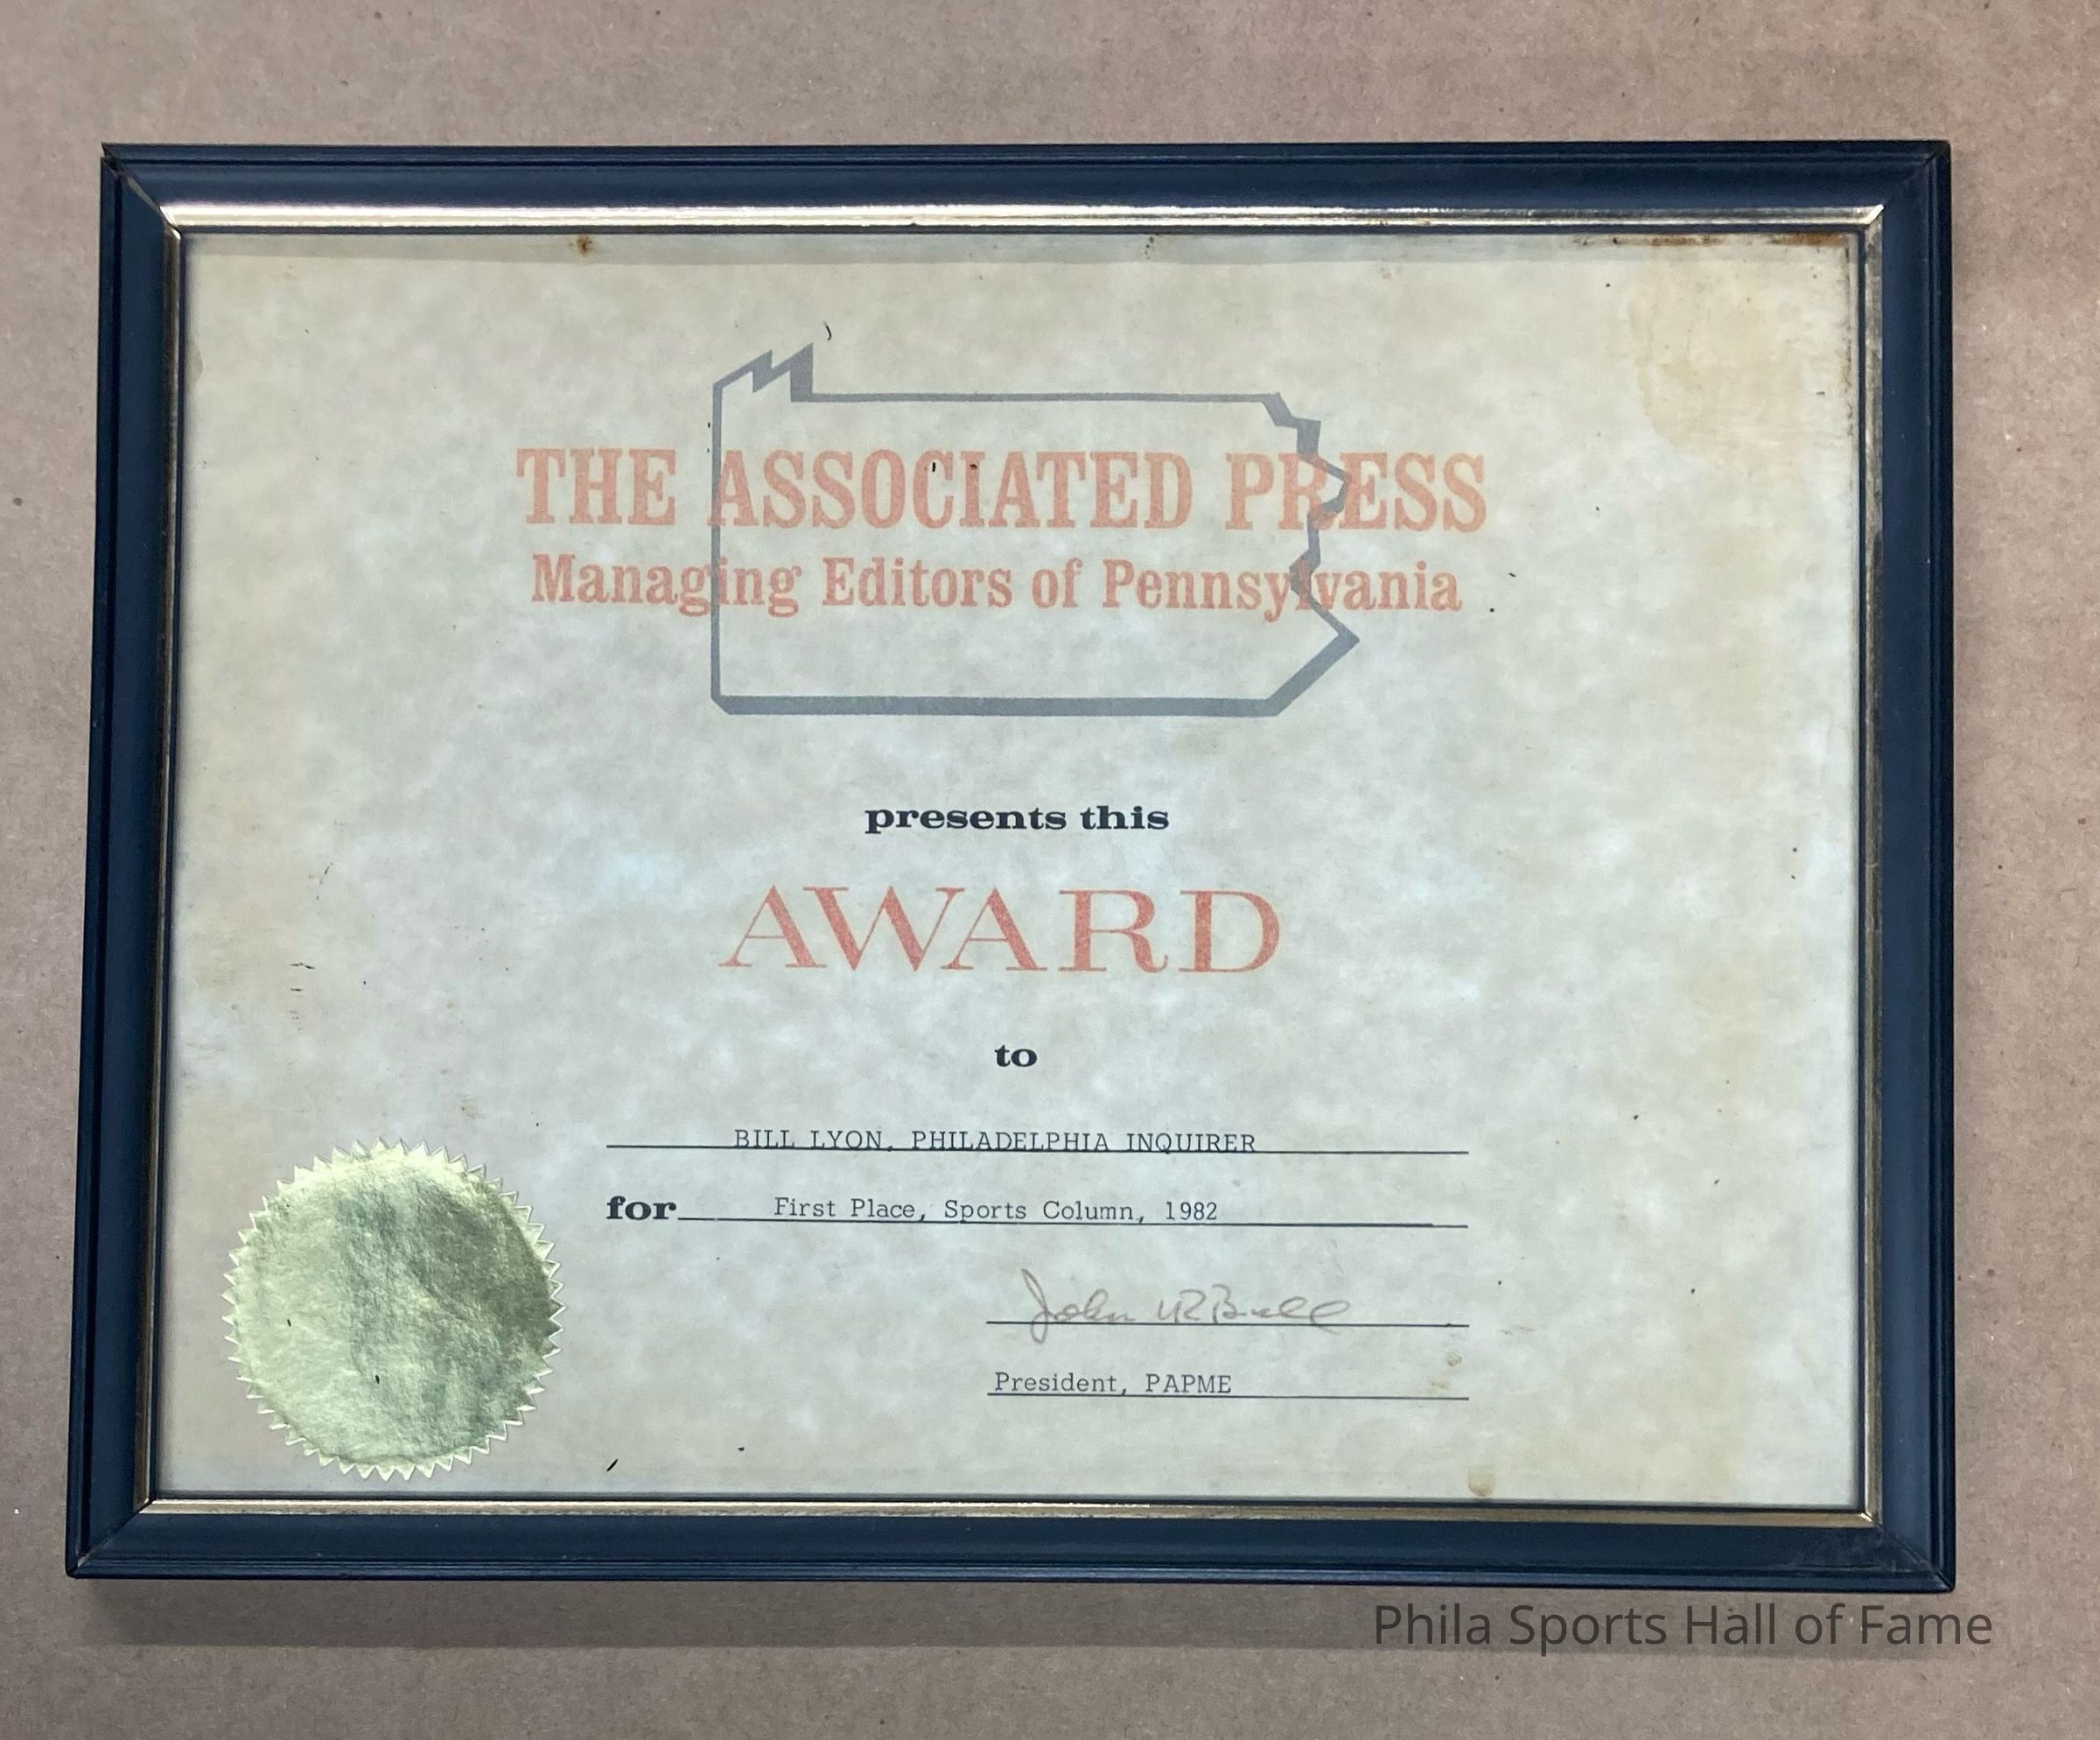 THE ASSOCIATED PRESS
Managing Editors of Pennsylvania
presents this
AWARD
to
BILL LYON, PHILADELPHIA INQUIRER
for First Place, Sports Column, 1982
John
President, PAPME
Phila Sports Hall of Fame